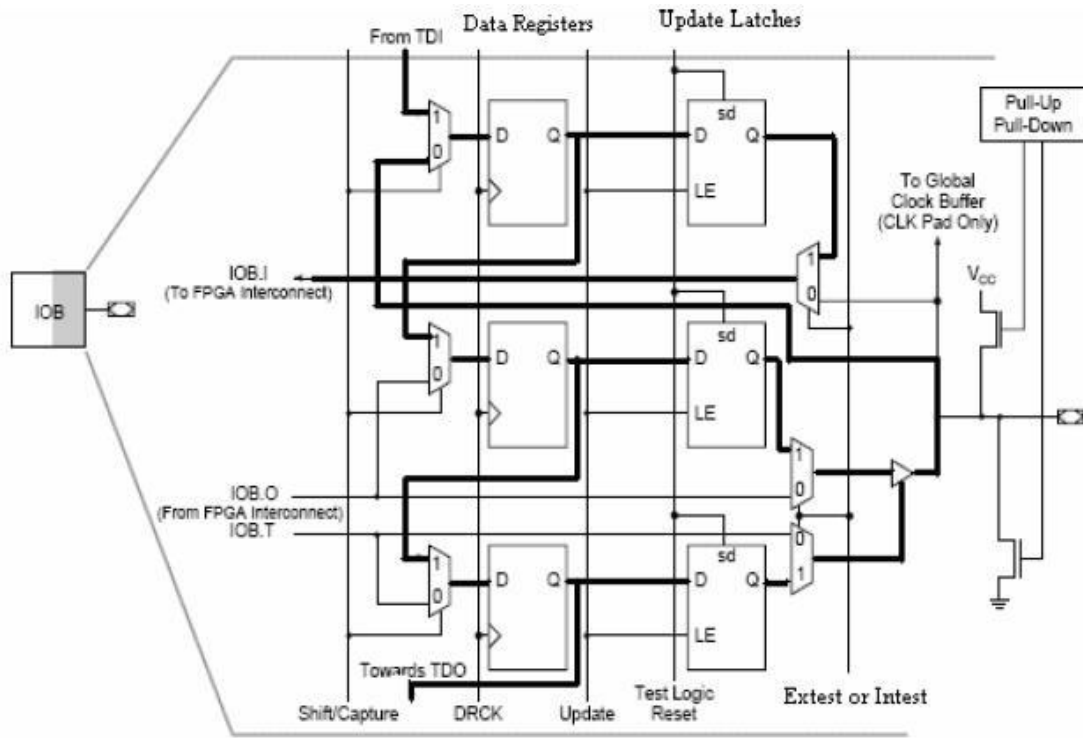 Data Registers
Update Latches
From TDI
1
0
D
Q
sd
D
Q
LE
Pull-Up
Pull-Down
To Global
Clock Buffer
(CLK Pad Only)
IOB.I
(To FPGA Interconnect)
1
0
VCC
IOB
1
0
D
Q
sd
D
Q
LE
1
0
IOB.O
(From FPGA Interconnect)
IOB.T
0
1
1
0
D
Q
sd
D
Q
LE
Towards TDO
Shift/Capture
DRCK
Update
Test Logic
Reset
Extest or Intest